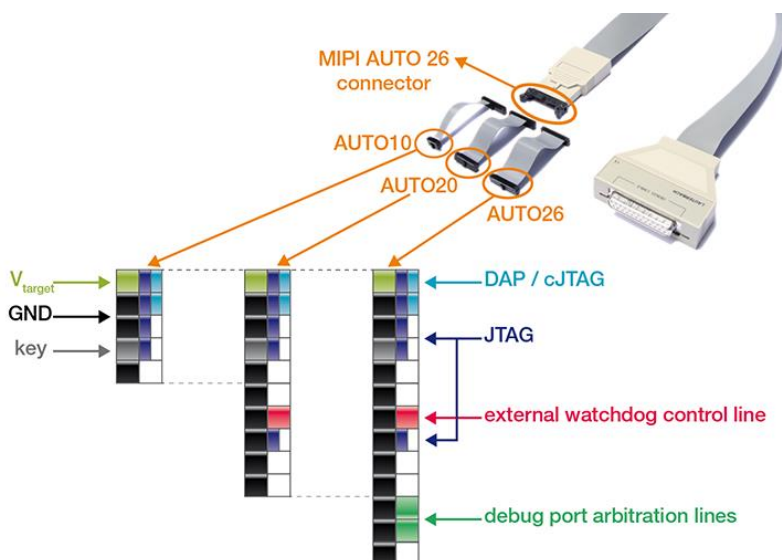 MIPI AUTO 26
connector
AUTO10
AUTO20
AUTO26
Vtarget
GND
key
DAP / cJTAG
JTAG
external watchdog control line
debug port arbitration lines
LAUTERBACH